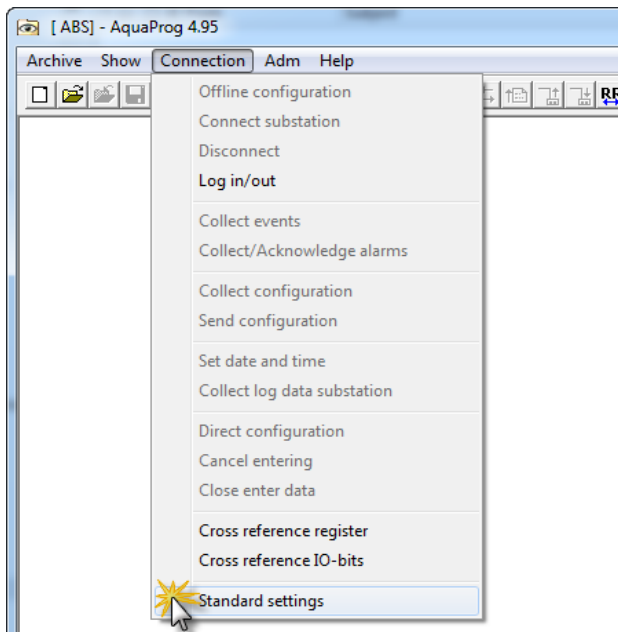 [ ABS] - AquaProg 4.95
Archive Show Connection Adm Help
Offline configuration
Connect substation
Disconnect
Log in/out
Collect events
Collect/Acknowledge alarms
Collect configuration
Send configuration
Set date and time
Collect log data substation
Direct configuration
Cancel entering
Close enter data
Cross reference register
Cross reference IO-bits
Standard settings